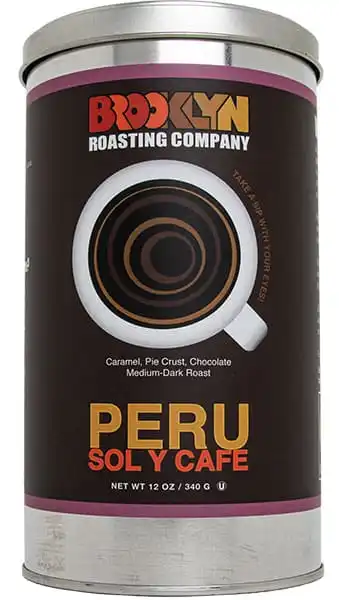 BROOKLYN
ROASTING COMPANY
TAKE A SIP WITH YOUR EYES!
Caramel, Pie Crust, Chocolate
Medium-Dark Roast
PERU
SOL Y CAFE
NET WT 12 OZ / 340 G U